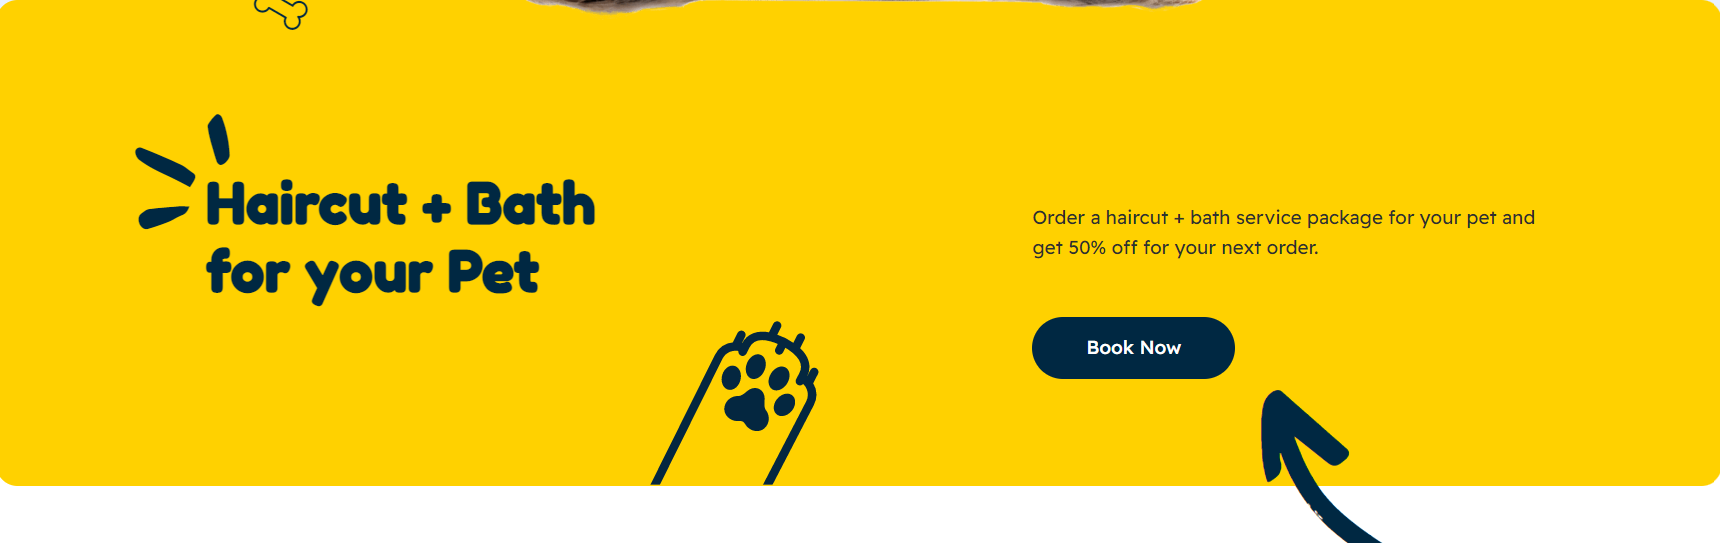 Haircut + Bath
for your Pet
Order a haircut + bath service package for your pet and
get 50% off for your next order.
Book Now